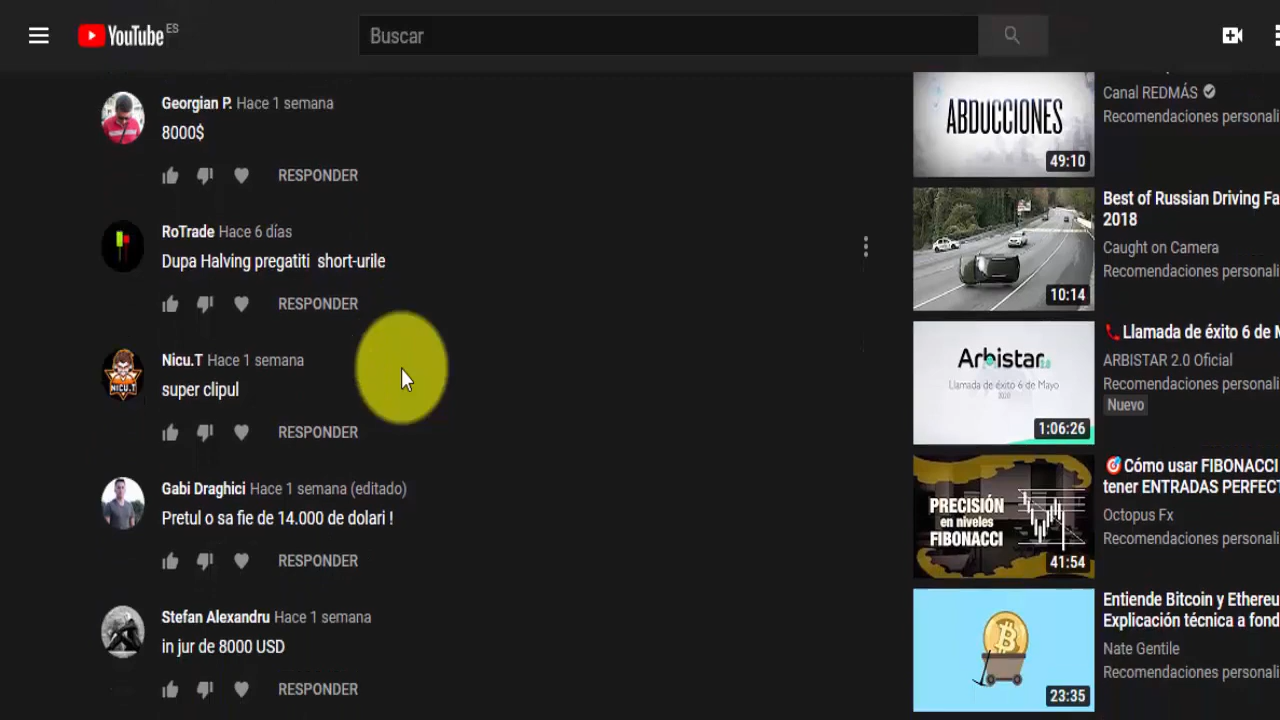 YouTube ES
Buscar
Georgian P. Hace 1 semana
8000$
RESPONDER
RoTrade Hace 6 días
Dupa Halving pregatiti short-urile
RESPONDER
Nicu.T Hace 1 semana
super clipul
RESPONDER
Gabi Draghici Hace 1 semana (editado)
Pretul o sa fie de 14.000 de dolari !
RESPONDER
Stefan Alexandru Hace 1 semana
in jur de 8000 USD
RESPONDER
ABDUCCIONES
49:10
Canal REDMÁS
Recomendaciones personali
10:14
Best of Russian Driving Fa
2018
Caught on Camera
Recomendaciones personali
Arbistar 2.0
Llamada de éxito 6 de Mayo
2020
1:06:26
Llamada de éxito 6 de M
ARBISTAR 2.0 Oficial
Recomendaciones personali
Nuevo
PRECISIÓN
en niveles
FIBONACCI
41:54
Cómo usar FIBONACCI
tener ENTRADAS PERFECT
Octopus Fx
Recomendaciones personali
23:35
Entiende Bitcoin y Ethereu
Explicación técnica a fond
Nate Gentile
Recomendaciones personali
NICU.T